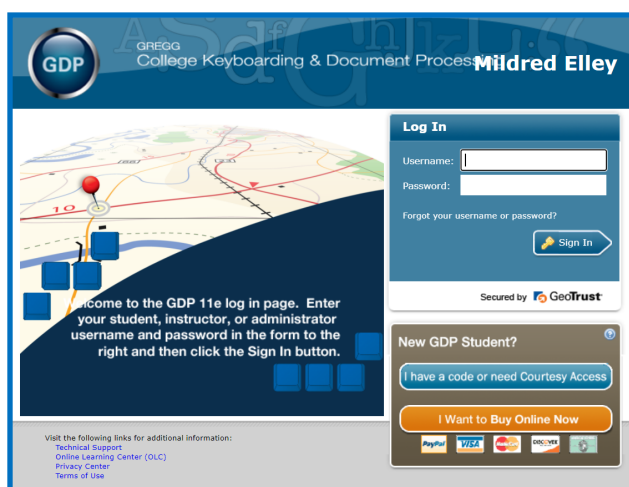 GDP
GREGG
College Keyboarding & Document Processing
Mildred Elley
Log In
Username:
Password:
Forgot your username or password?
Sign In
Secured by GeoTrust
10
come to the GDP 11e log in page. Enter
your student, instructor, or administrator
username and password in the form to the
right and then click the Sign In button.
New GDP Student?
?
I have a code or need Courtesy Access
I Want to Buy Online Now
PayPal VISA DISCOVER
Visit the following links for additional information:
Technical Support
Online Learning Center (OLC)
Privacy Center
Terms of Use